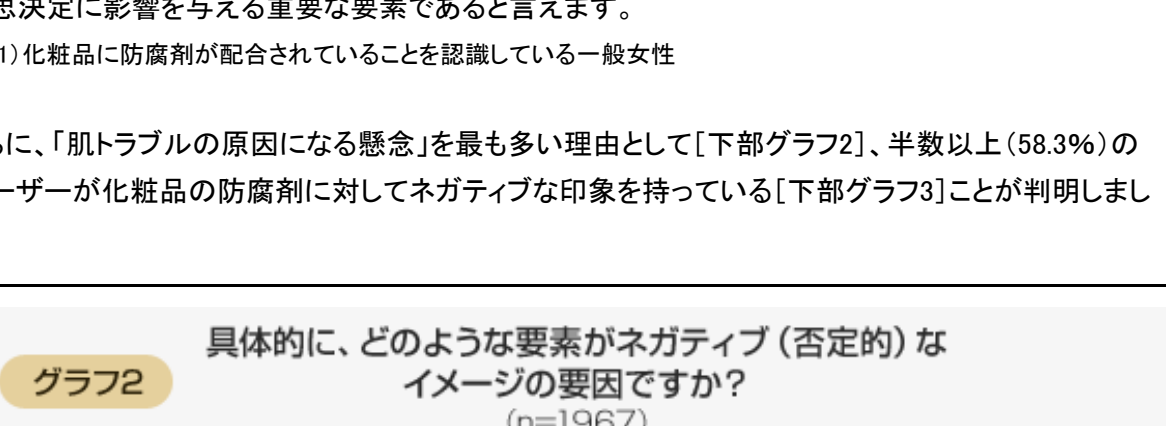 思決定に影響を与える重要な要素であると言えます。
1）化粧品に防腐剤が配合されていることを認識している一般女性
に、「肌トラブルの原因になる懸念」を最も多い理由として［下部グラフ2］、半数以上（58.3%）の
ーザーが化粧品の防腐剤に対してネガティブな印象を持っている［下部グラフ3］ことが判明しまし
グラフ2
具体的に、どのような要素がネガティブ（否定的）な
イメージの要因ですか？
(n=1967)